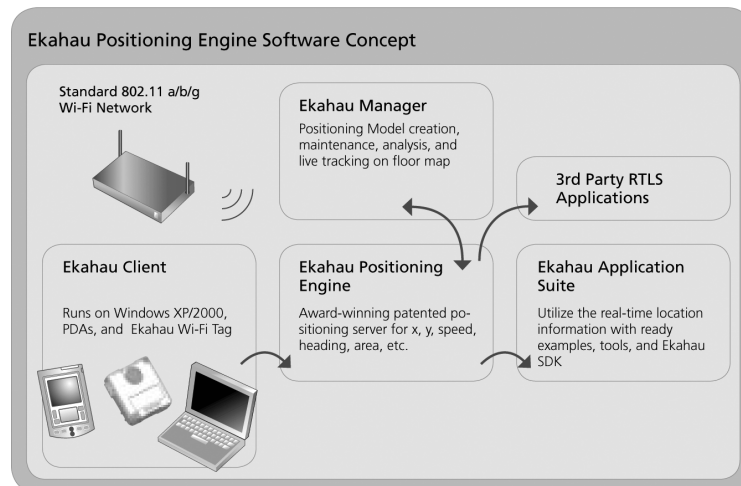 Ekahau Positioning Engine Software Concept
Standard 802.11 a/b/g
Wi-Fi Network
Ekahau Manager
Positioning Model creation,
maintenance, analysis, and
live tracking on floor map
3rd Party RTLS
Applications
Ekahau Client
Runs on Windows XP/2000,
PDAs, and Ekahau Wi-Fi Tag
Ekahau Positioning
Engine
Award-winning patented po-
sitioning server for x, y, speed,
heading, area, etc.
Ekahau Application
Suite
Utilize the real-time location
information with ready
examples, tools, and Ekahau
SDK